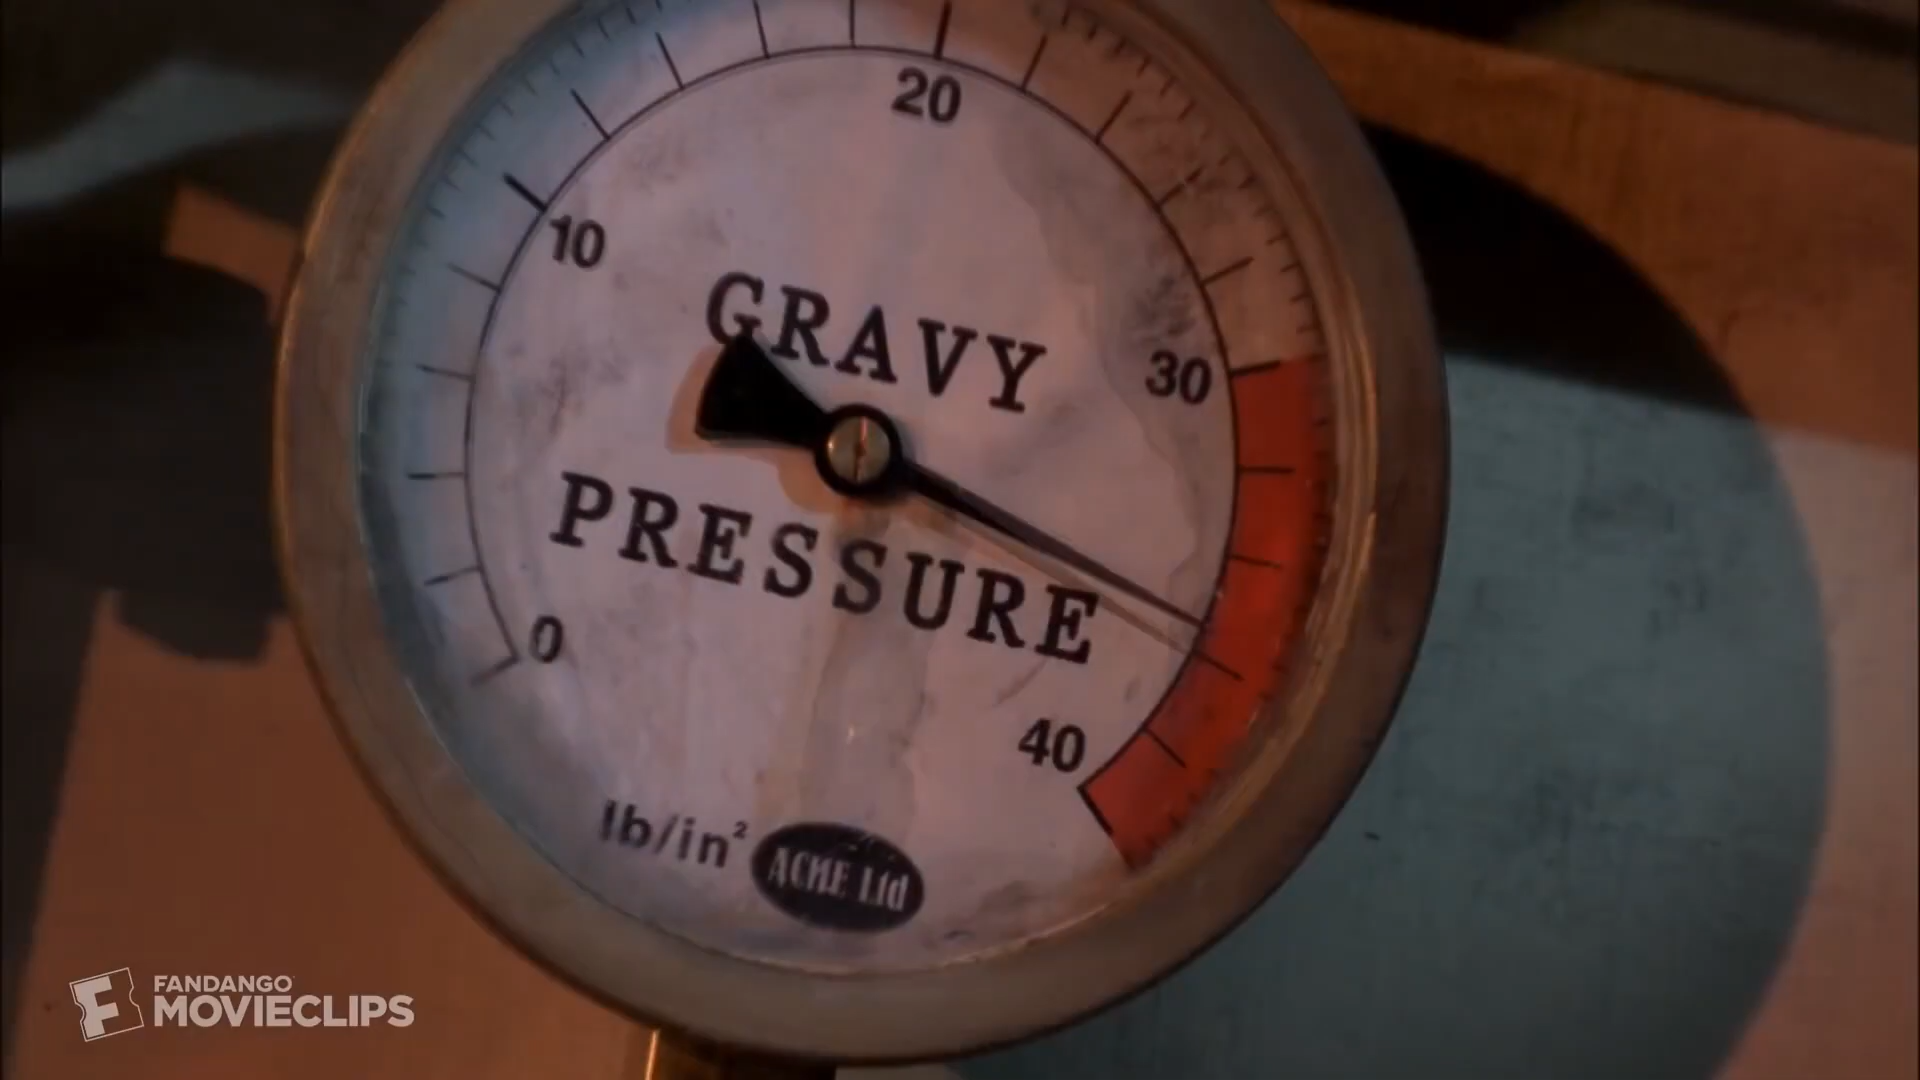 20
10
30
GRAVY
PRESSURE
0
40
lb/in²
ACME Ltd
FANDANGO
MOVIECLIPS